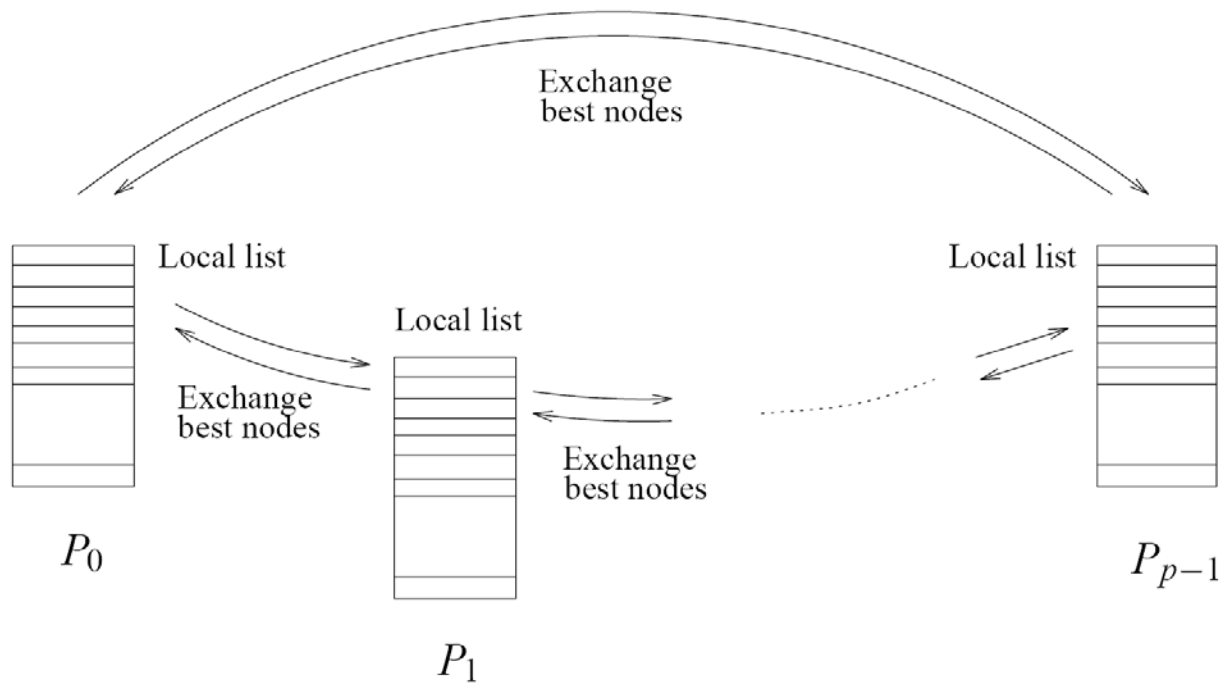 Exchange
best nodes
Local list
Local list
Local list
Exchange
best nodes
Exchange
best nodes
P₀
P₁
Pₚ₋₁